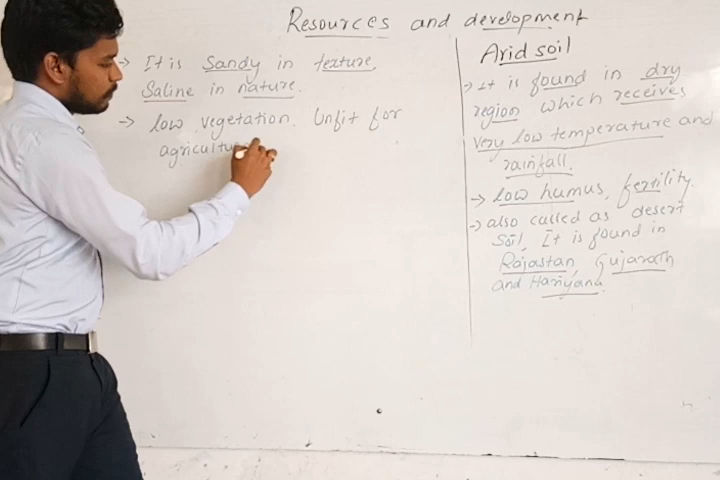 Resources and development
→ It is Sandy in texture,
Saline in nature.
→ low vegetation. Unfit for
agricultu
Arid soil
→ It is found in dry
region which receives
very low temperature and
rainfall.
→ low humus, fertility.
→ also called as desert
Soil, It is found in
Rajastan, Gujarath
and Hariyana